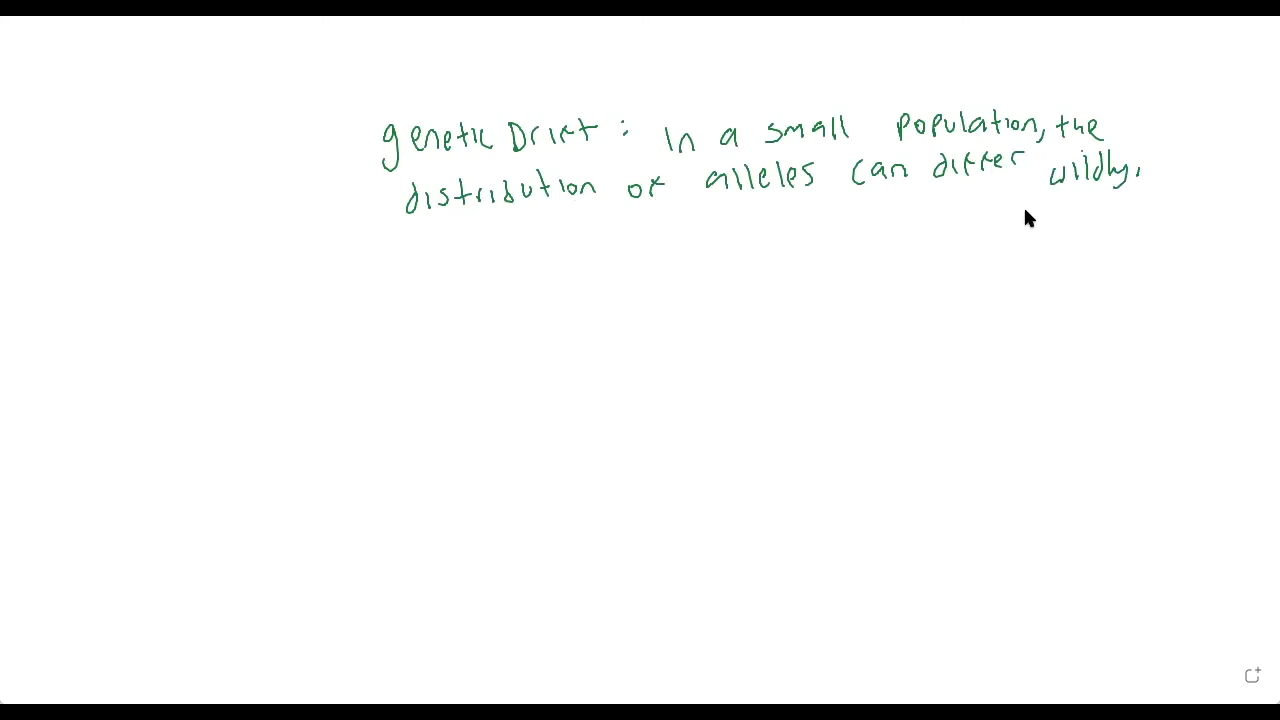 genetic Drift : In a small population, the
distribution of alleles can differ wildly.